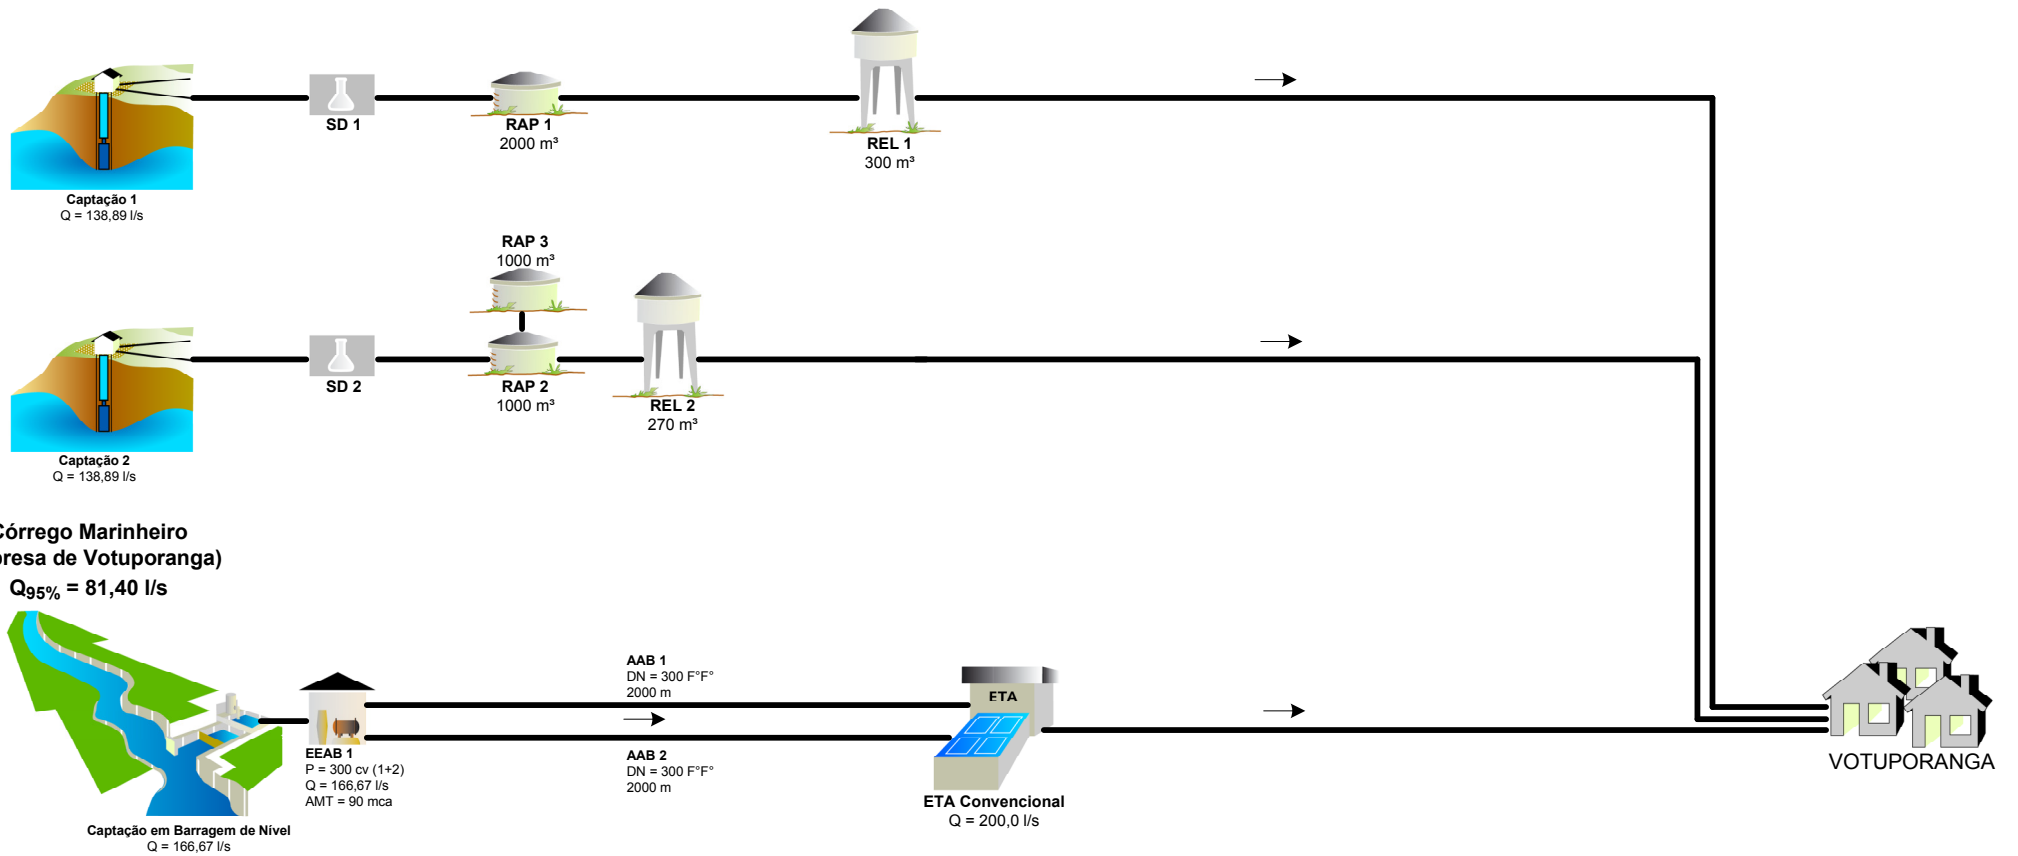 SD 1
RAP 1
2000 m³
REL 1
300 m³
Captação 1
Q = 138,89 l/s
RAP 3
1000 m³
SD 2
RAP 2
1000 m³
REL 2
270 m³
Captação 2
Q = 138,89 l/s
Córrego Marinheiro
resa de Votuporanga)
Q95% = 81,40 l/s
EEAB 1
P = 300 cv (1+2)
Q = 166,67 l/s
AMT = 90 mca
Captação em Barragem de Nível
Q = 166,67 l/s
AAB 1
DN = 300 F°F°
2000 m
AAB 2
DN = 300 F°F°
2000 m
ETA
ETA Convencional
Q = 200,0 l/s
VOTUPORANGA